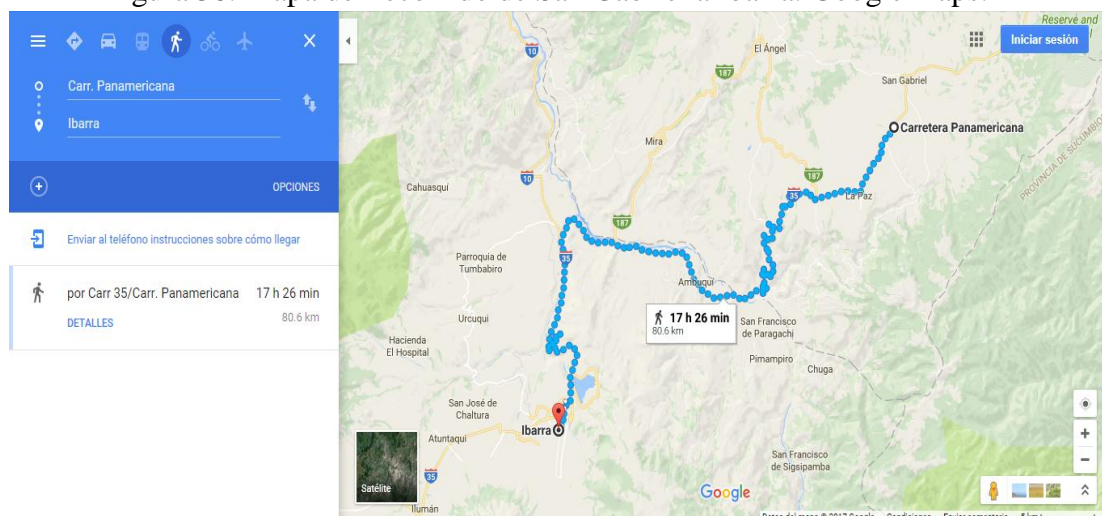 Carr. Panamericana
Ibarra
OPCIONES
Enviar al teléfono instrucciones sobre cómo llegar
por Carr 35/Carr. Panamericana 17 h 26 min
DETALLES 80.6 km
Reserve and
Iniciar sesión
10
El Ángel
187
San Gabriel
Carretera Panamericana
Mira
PROVINCIA DE SUCUMBIO
Cahuasquí
10
187
35
La Paz
187
Parroquia de
Tumbabiro
35
Ambuquí
17 h 26 min
80.6 km
San Francisco
de Paragachi
Urcuqui
Hacienda
El Hospital
Pimampiro
Chuga
San José de
Chaltura
Ibarra
Atuntaqui
San Francisco
de Sigsipamba
35
Satélite
Ilumán
Google